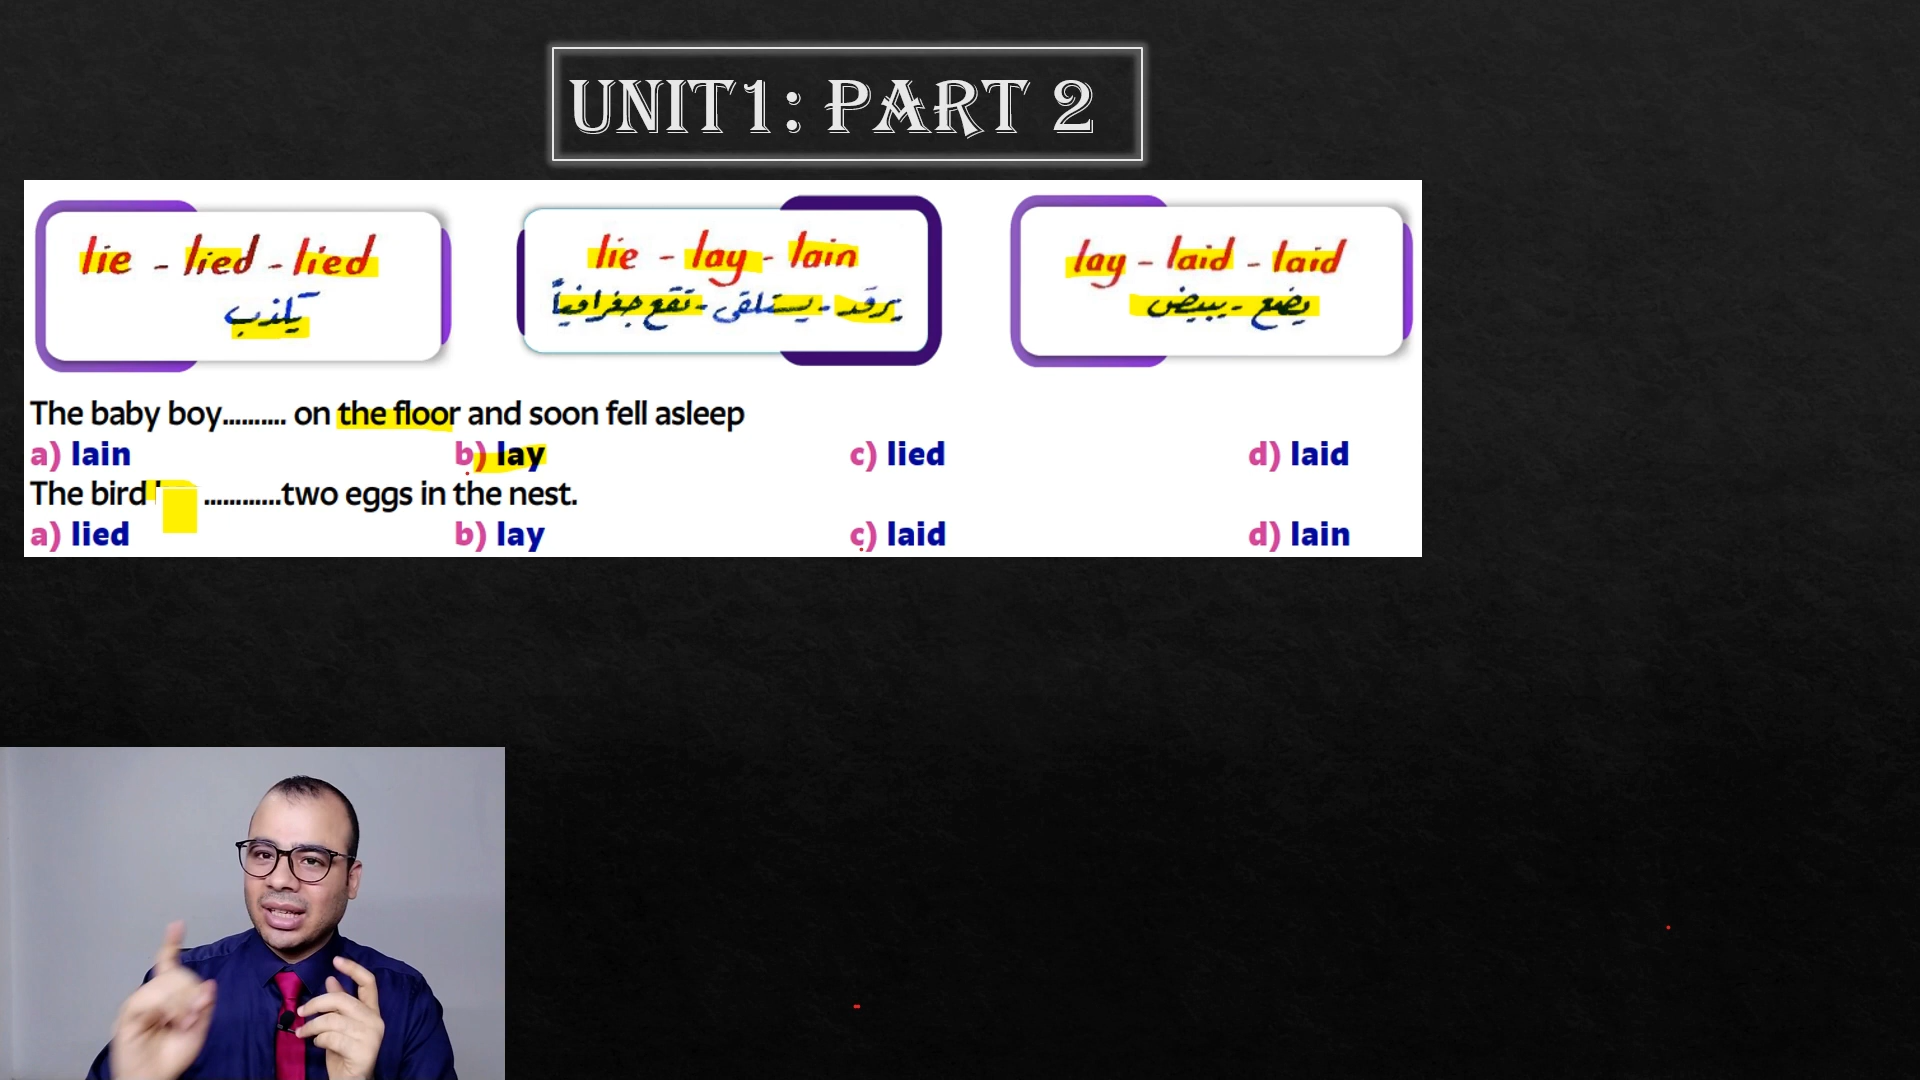 UNIT1: PART 2
lie - lied - lied
يكذب
lie - lay - lain
يرقد - يستلقى - تقع جغرافياً
lay - laid - laid
يضع - يبيض
The baby boy.......... on the floor and soon fell asleep
a) lain b) lay c) lied d) laid
The bird ............two eggs in the nest.
a) lied b) lay c) laid d) lain